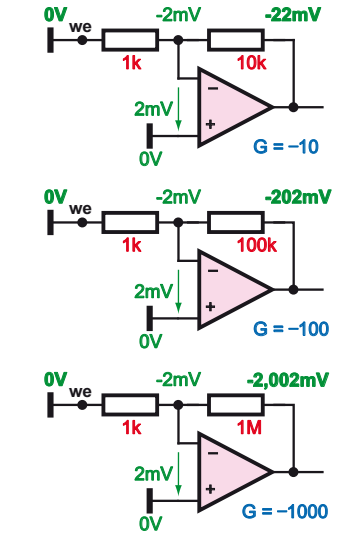 0V -2mV -22mV
we
1k 10k
2mV
− +
0V
G = −10
0V -2mV -202mV
we
1k 100k
2mV
− +
0V
G = −100
0V -2mV -2,002mV
we
1k 1M
2mV
− +
0V
G = −1000